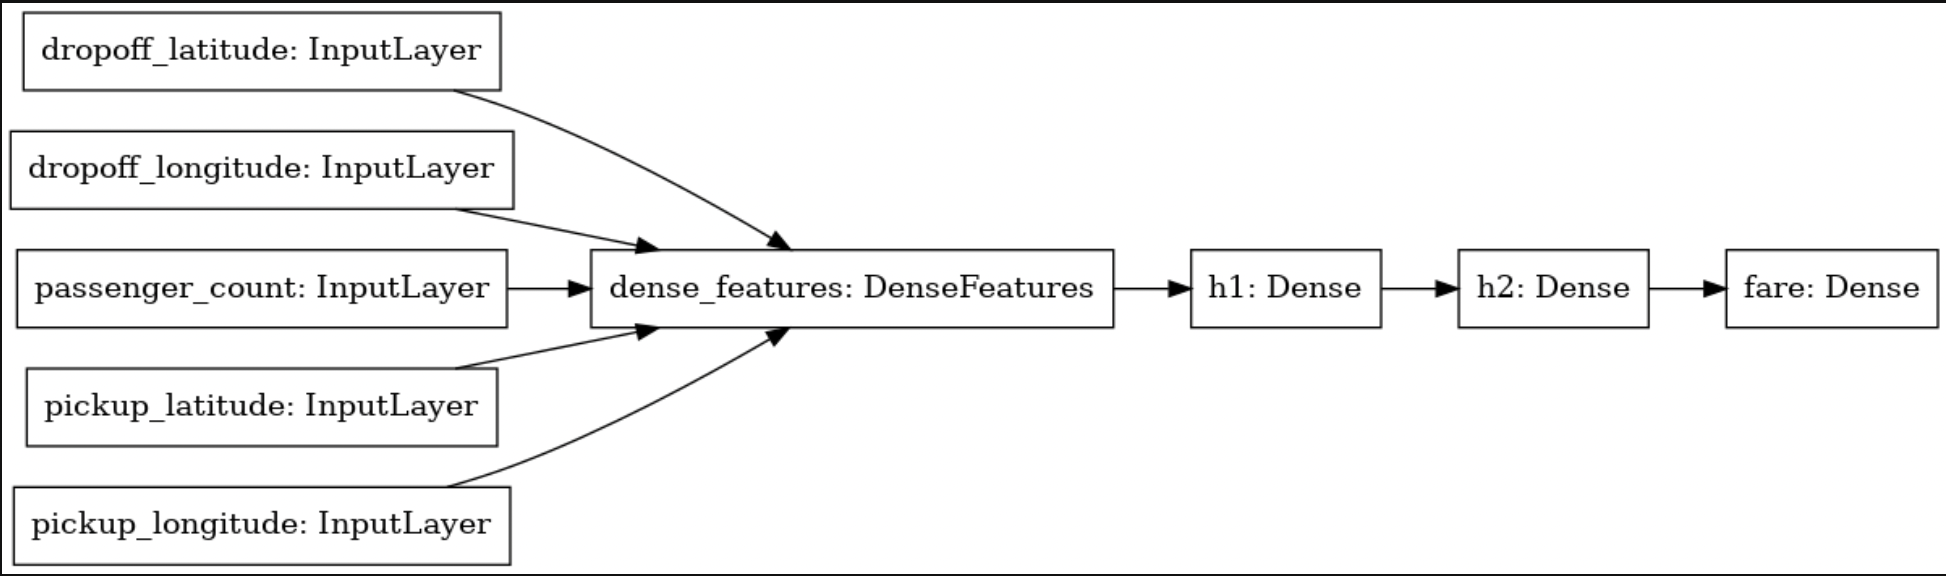 dropoff_latitude: InputLayer
dropoff_longitude: InputLayer
passenger_count: InputLayer
pickup_latitude: InputLayer
pickup_longitude: InputLayer
dense_features: DenseFeatures
h1: Dense
h2: Dense
fare: Dense